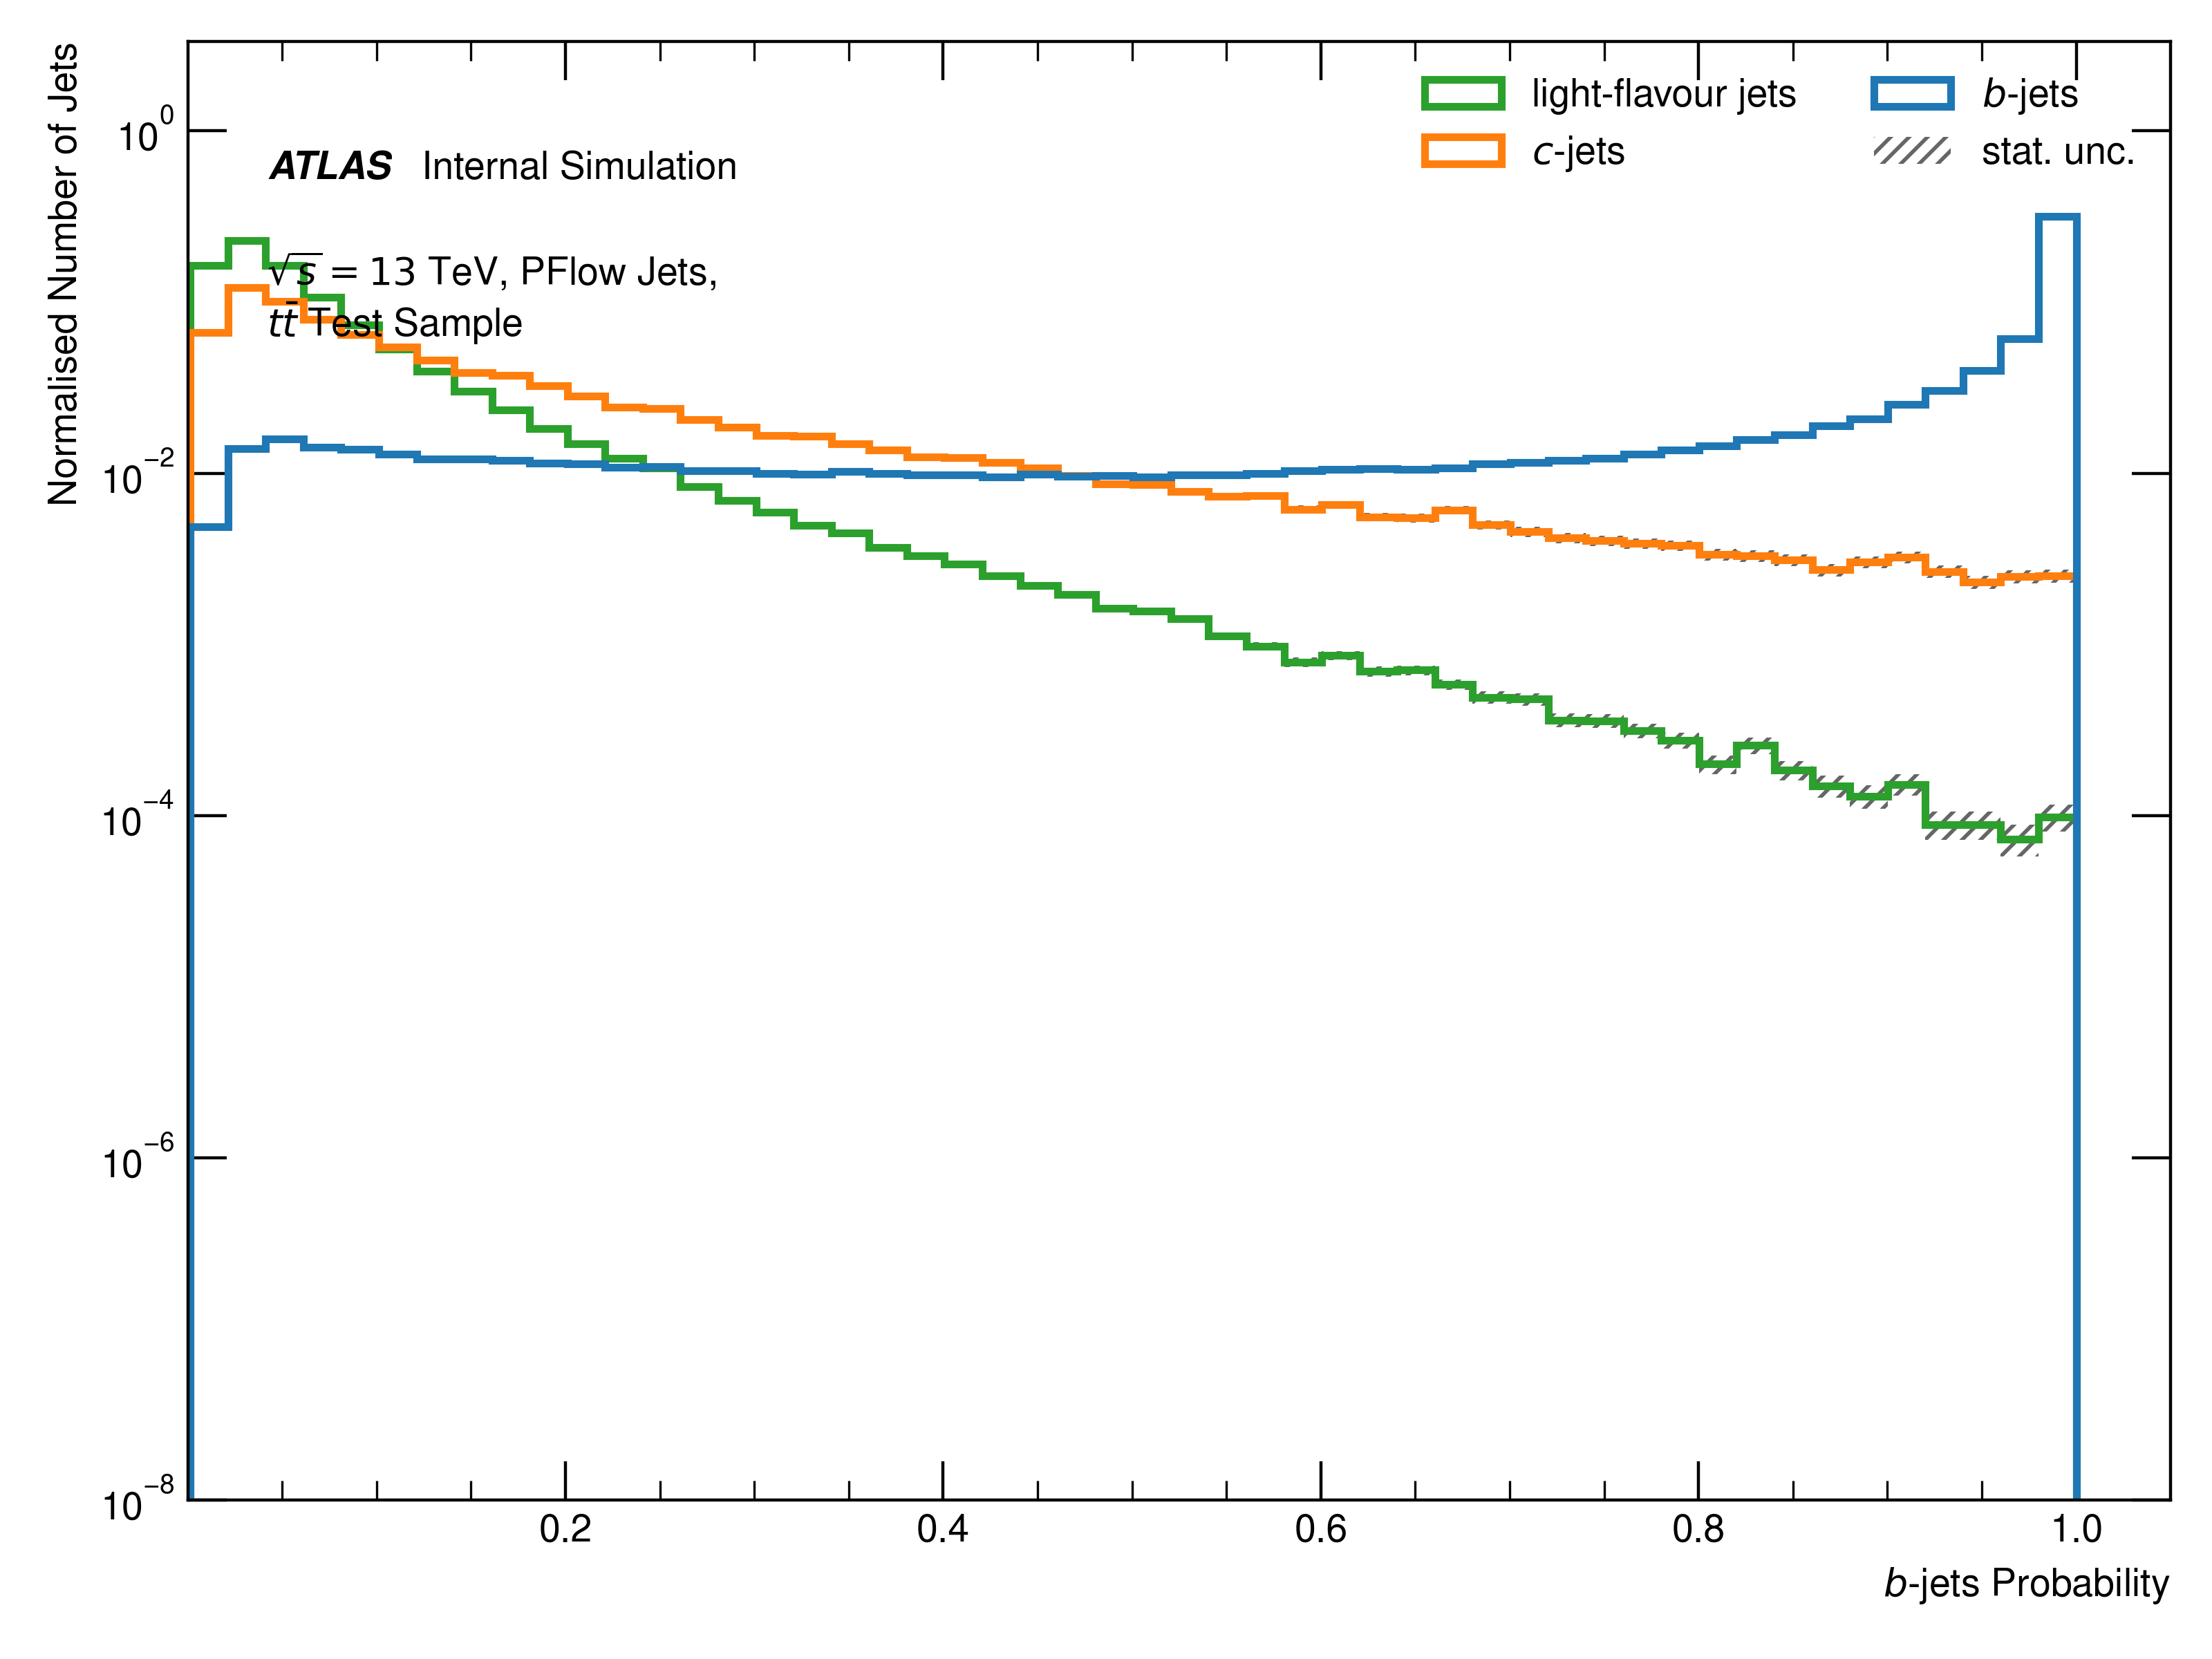 Normalised Number of Jets
10⁰
10⁻²
10⁻⁴
10⁻⁶
10⁻⁸
ATLAS Internal Simulation
√s = 13 TeV, PFlow Jets,
tt̄ Test Sample
light-flavour jets
c-jets
b-jets
stat. unc.
0.2 0.4 0.6 0.8 1.0
b-jets Probability